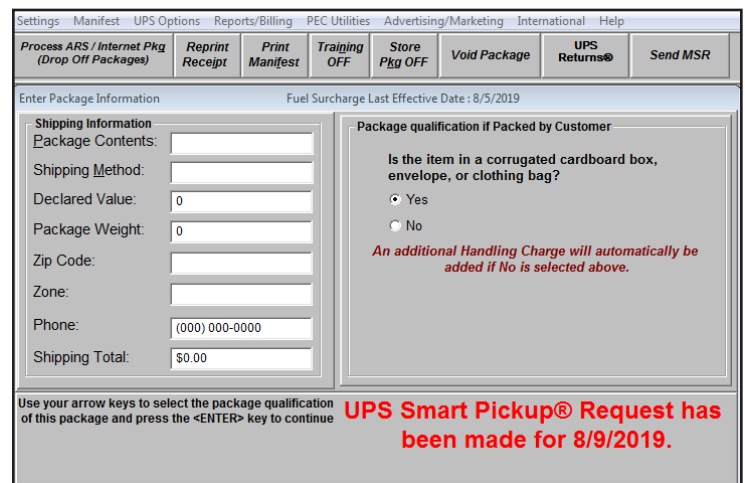 Settings Manifest UPS Options Reports/Billing PEC Utilities Advertising/Marketing International Help
Process ARS / Internet Pkg
(Drop Off Packages)
Reprint
Receipt
Print
Manifest
Training
OFF
Store
Pkg OFF
Void Package
UPS
Returns®
Send MSR
Enter Package Information
Fuel Surcharge Last Effective Date : 8/5/2019
Shipping Information
Package Contents:
Shipping Method:
Declared Value: 0
Package Weight: 0
Zip Code:
Zone:
Phone: (000) 000-0000
Shipping Total: $0.00
Package qualification if Packed by Customer
Is the item in a corrugated cardboard box,
envelope, or clothing bag?
Yes
No
An additional Handling Charge will automatically be
added if No is selected above.
Use your arrow keys to select the package qualification
of this package and press the <ENTER> key to continue
UPS Smart Pickup® Request has
been made for 8/9/2019.